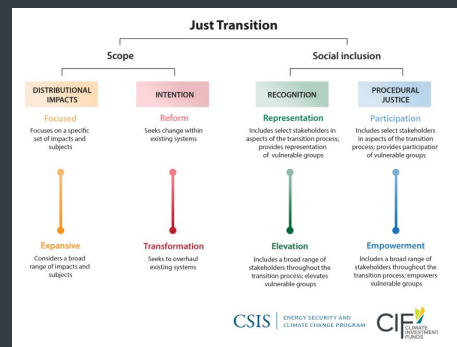 Just Transition
Scope
Social inclusion
DISTRIBUTIONAL
IMPACTS
Focused
Focuses on a specific
set of impacts and
subjects
Expansive
Considers a broad
range of impacts and
subjects
INTENTION
Reform
Seeks change within
existing systems
Transformation
Seeks to overhaul
existing systems
RECOGNITION
Representation
Includes select stakeholders in
aspects of the transition process;
provides representation
of vulnerable groups
Elevation
Includes a broad range of
stakeholders throughout the
transition process; elevates
vulnerable groups
PROCEDURAL
JUSTICE
Participation
Includes select stakeholders
in aspects of the transition
process; provides participation
of vulnerable groups
Empowerment
Includes a broad range of
stakeholders throughout the
transition process; empowers
vulnerable groups
CSIS
ENERGY SECURITY AND
CLIMATE CHANGE PROGRAM
CIF
CLIMATE
INVESTMENT
FUNDS